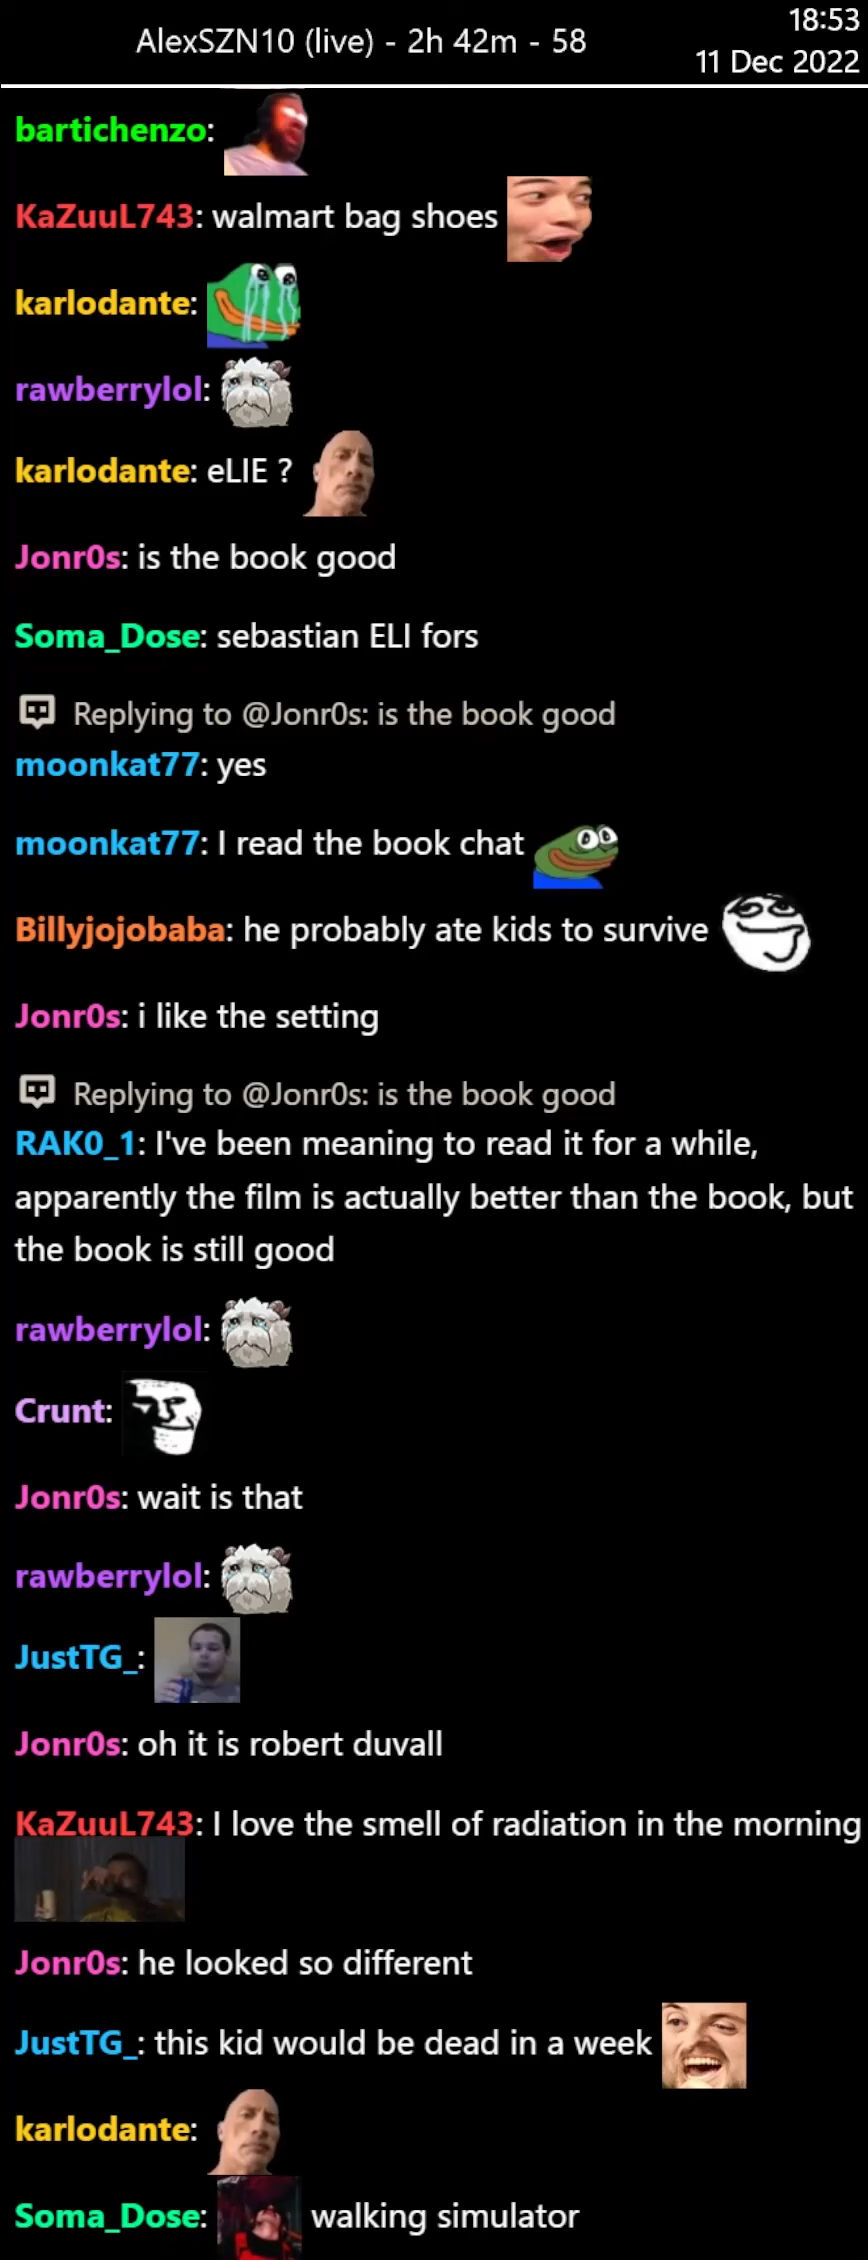 AlexSZN10 (live) - 2h 42m - 58
18:53
11 Dec 2022
bartichenzo:
KaZuuL743: walmart bag shoes
karlodante:
rawberrylol:
karlodante: eLIE ?
Jonr0s: is the book good
Soma_Dose: sebastian ELI fors
Replying to @Jonr0s: is the book good
moonkat77: yes
moonkat77: I read the book chat
Billyjojobaba: he probably ate kids to survive
Jonr0s: i like the setting
Replying to @Jonr0s: is the book good
RAK0_1: I've been meaning to read it for a while,
apparently the film is actually better than the book, but
the book is still good
rawberrylol:
Crunt:
Jonr0s: wait is that
rawberrylol:
JustTG_:
Jonr0s: oh it is robert duvall
KaZuuL743: I love the smell of radiation in the morning
Jonr0s: he looked so different
JustTG_: this kid would be dead in a week
karlodante:
Soma_Dose: walking simulator